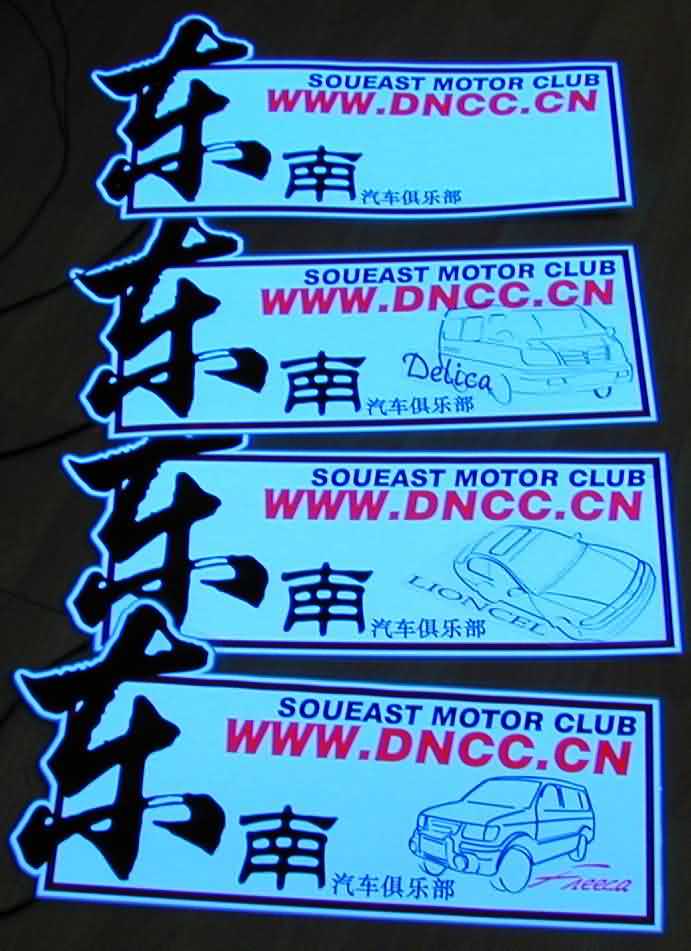 SOUEAST MOTOR CLUB
WWW.DNCC.CN
东南
汽车俱乐部
SOUEAST MOTOR CLUB
WWW.DNCC.CN
Delica
东南
汽车俱乐部
SOUEAST MOTOR CLUB
WWW.DNCC.CN
LIONCEL
东南
汽车俱乐部
SOUEAST MOTOR CLUB
WWW.DNCC.CN
东南
汽车俱乐部
Freeca